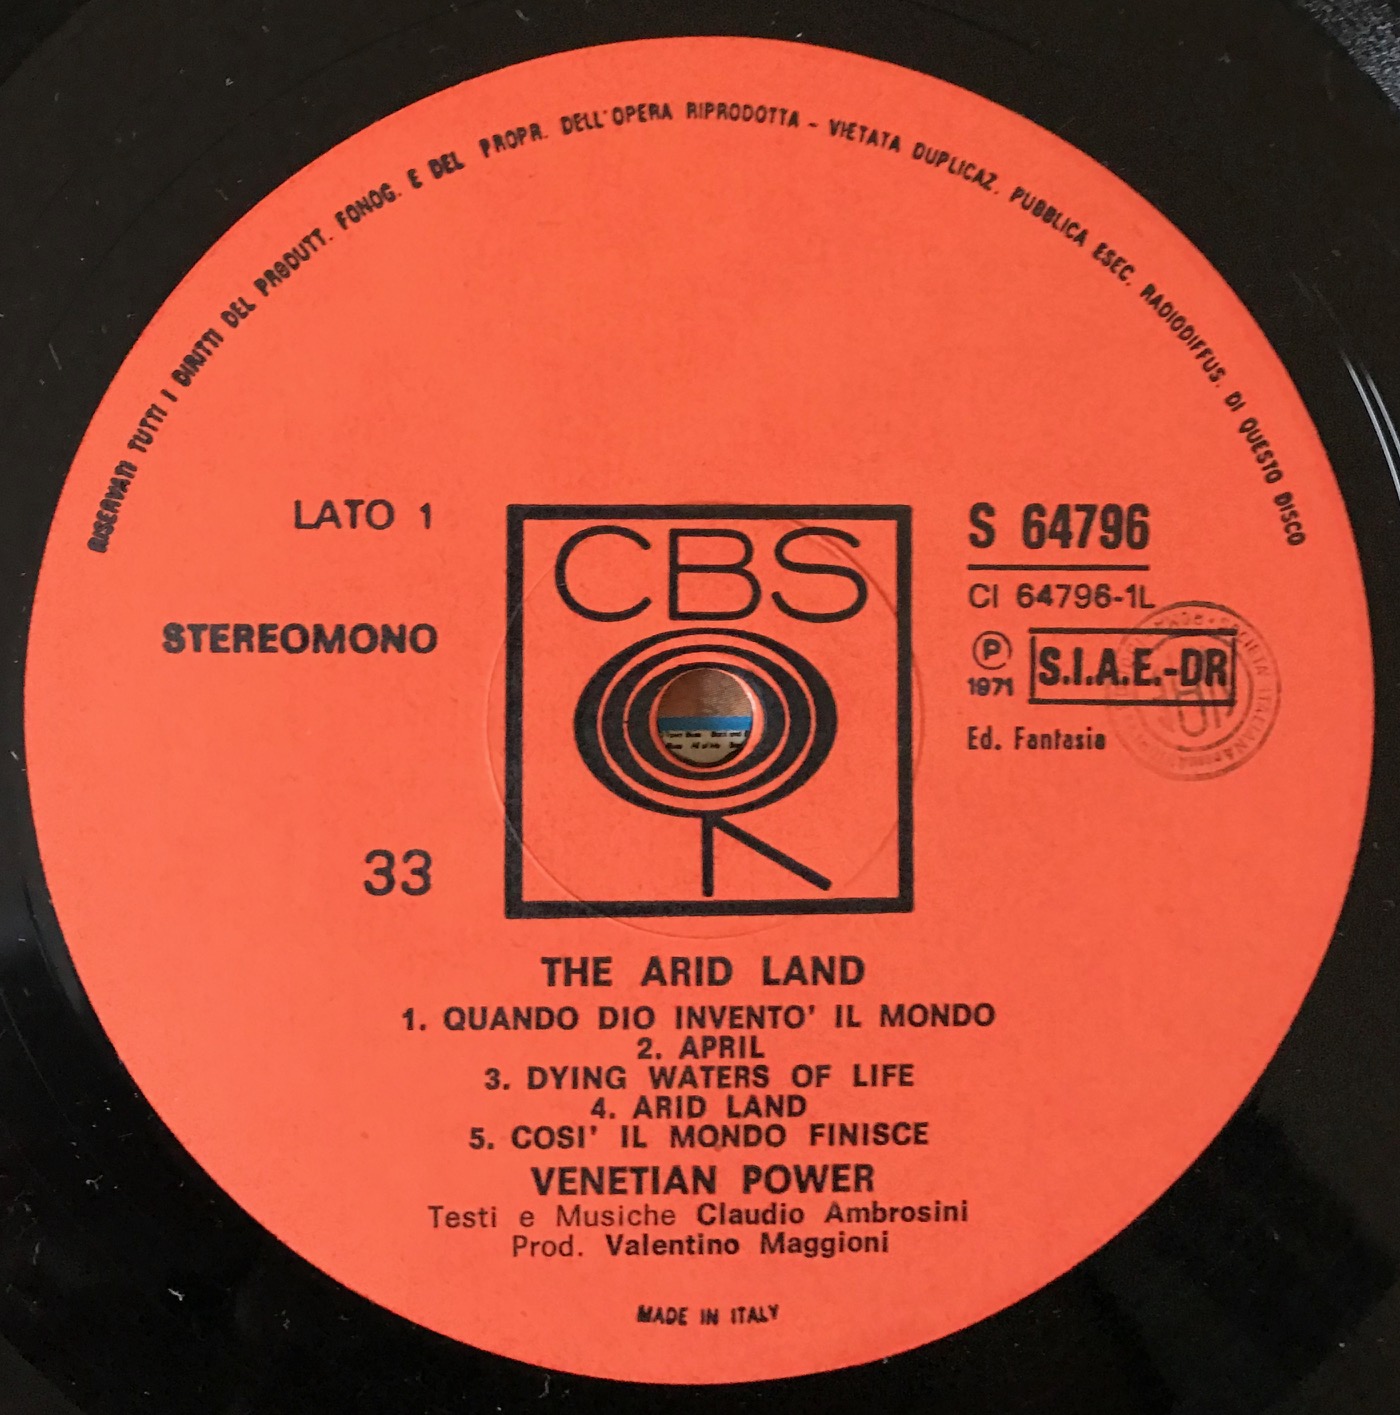 RISERVATI TUTTI I DIRITTI DEL PRODUTT. FONOG. E DEL PROPR. DELL'OPERA RIPRODOTTA - VIETATA DUPLICAZ. PUBBLICA ESEC. RADIODIFFUS. DI QUESTO DISCO
LATO 1
STEREOMONO
33
CBS
S 64796
CI 64796-1L
P
1971
S.I.A.E.-DR
Ed. Fantasia
THE ARID LAND
1. QUANDO DIO INVENTO' IL MONDO
2. APRIL
3. DYING WATERS OF LIFE
4. ARID LAND
5. COSI' IL MONDO FINISCE
VENETIAN POWER
Testi e Musiche Claudio Ambrosini
Prod. Valentino Maggioni
MADE IN ITALY